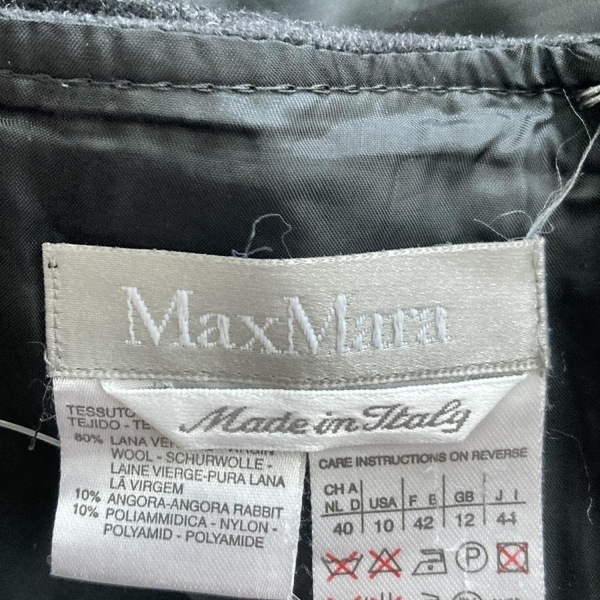 MaxMara
Made in Italy
TESSUTO
TEJIDO - TE
80% LANA VE
WOOL - SCHURWOLLE -
LAINE VIERGE-PURA LANA
LÃ VIRGEM
10% ANGORA-ANGORA RABBIT
10% POLIAMMIDICA - NYLON -
POLYAMID - POLYAMIDE
CARE INSTRUCTIONS ON REVERSE
CH A USA F E GB J I
NL D
40 10 42 12 44
P